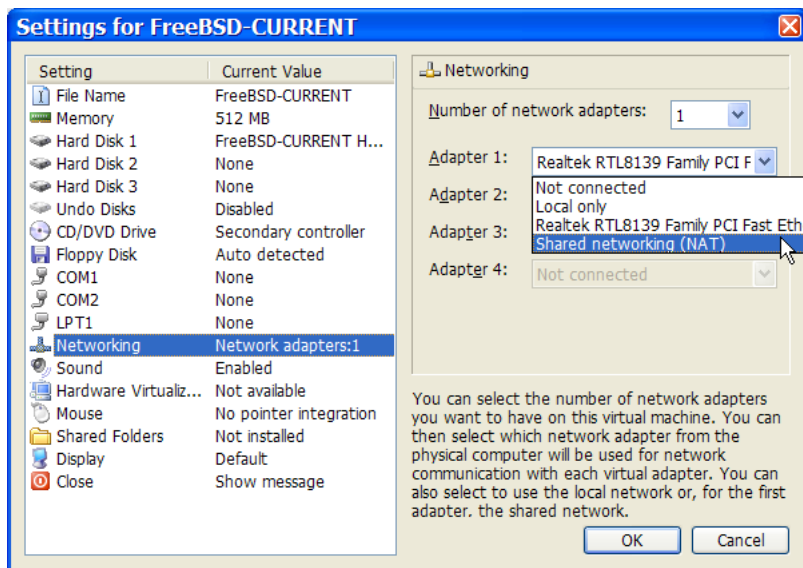 Settings for FreeBSD-CURRENT
Setting Current Value
File Name FreeBSD-CURRENT
Memory 512 MB
Hard Disk 1 FreeBSD-CURRENT H...
Hard Disk 2 None
Hard Disk 3 None
Undo Disks Disabled
CD/DVD Drive Secondary controller
Floppy Disk Auto detected
COM1 None
COM2 None
LPT1 None
Networking Network adapters:1
Sound Enabled
Hardware Virtualiz... Not available
Mouse No pointer integration
Shared Folders Not installed
Display Default
Close Show message
Networking
Number of network adapters: 1
Adapter 1: Realtek RTL8139 Family PCI F
Not connected
Local only
Realtek RTL8139 Family PCI Fast Eth
Shared networking (NAT)
Adapter 2:
Adapter 3:
Adapter 4: Not connected
You can select the number of network adapters
you want to have on this virtual machine. You can
then select which network adapter from the
physical computer will be used for network
communication with each virtual adapter. You can
also select to use the local network or, for the first
adapter, the shared network.
OK Cancel